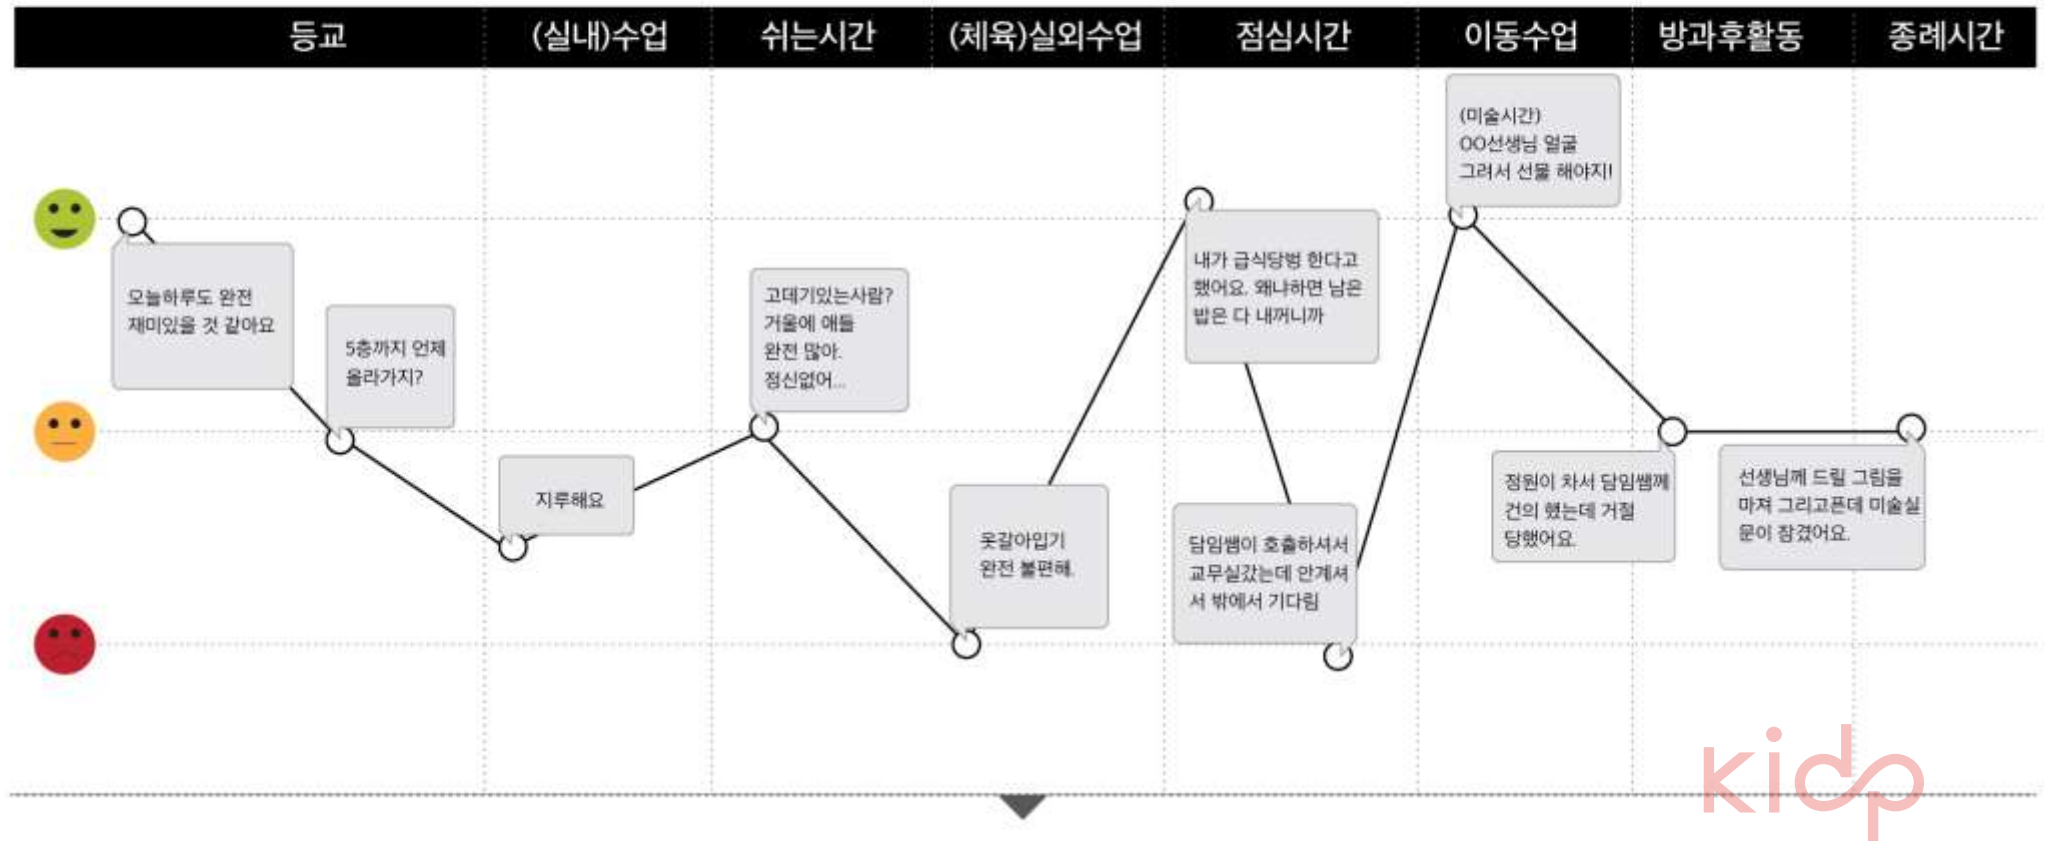 등교 (실내)수업 쉬는시간 (체육)실외수업 점심시간 이동수업 방과후활동 종례시간
오늘하루도 완전
재미있을 것 같아요
5층까지 언제
올라가지?
지루해요
고데기있는사람?
거울에 애들
완전 많아.
정신없어...
옷갈아입기
완전 불편해.
내가 급식당번 한다고
했어요. 왜냐하면 남은
밥은 다 내꺼니까
담임쌤이 호출하셔서
교무실갔는데 안계셔
서 밖에서 기다림
(미술시간)
OO선생님 얼굴
그려서 선물 해야지!
정원이 차서 담임쌤께
건의 했는데 거절
당했어요.
선생님께 드릴 그림을
마져 그리고픈데 미술실
문이 잠겼어요.
kidp